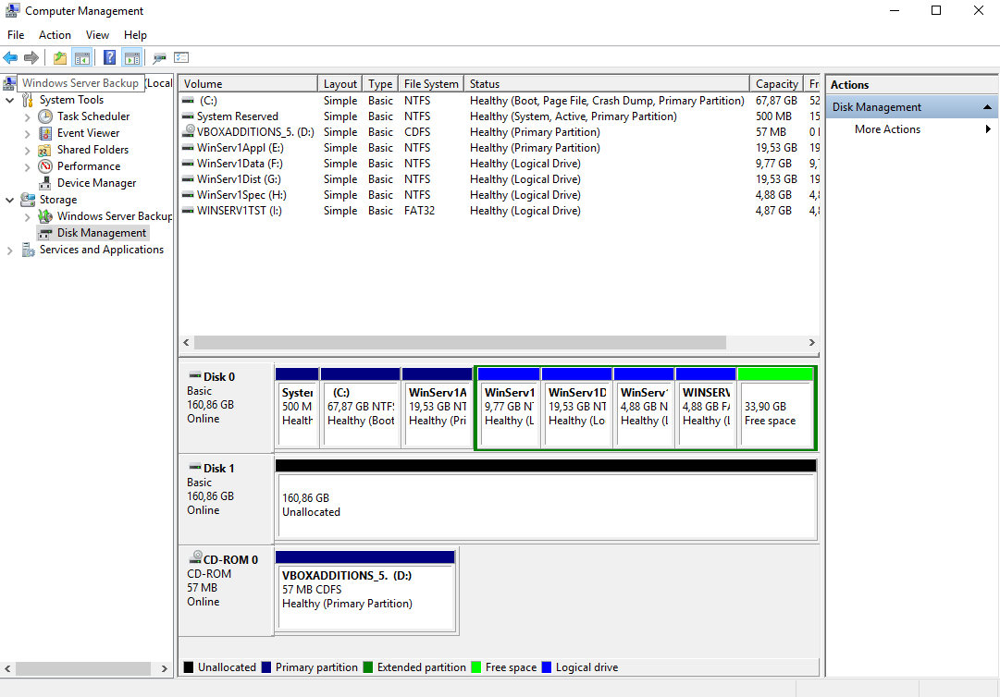 Computer Management
File Action View Help
Windows Server Backup (Local
System Tools
Task Scheduler
Event Viewer
Shared Folders
Performance
Device Manager
Storage
Windows Server Backup
Disk Management
Services and Applications
Volume Layout Type File System Status Capacity Fr
(C:) Simple Basic NTFS Healthy (Boot, Page File, Crash Dump, Primary Partition) 67,87 GB 52
System Reserved Simple Basic NTFS Healthy (System, Active, Primary Partition) 500 MB 15
VBOXADDITIONS_5. (D:) Simple Basic CDFS Healthy (Primary Partition) 57 MB 0
WinServ1Appl (E:) Simple Basic NTFS Healthy (Primary Partition) 19,53 GB 19
WinServ1Data (F:) Simple Basic NTFS Healthy (Logical Drive) 9,77 GB 9,
WinServ1Dist (G:) Simple Basic NTFS Healthy (Logical Drive) 19,53 GB 19
WinServ1Spec (H:) Simple Basic NTFS Healthy (Logical Drive) 4,88 GB 4,
WINSERV1TST (I:) Simple Basic FAT32 Healthy (Logical Drive) 4,87 GB 4,
Actions
Disk Management
More Actions
Disk 0
Basic
160,86 GB
Online
Syster
500 M
Health
(C:)
67,87 GB NTFS
Healthy (Boot
WinServ1A
19,53 GB NT
Healthy (Pri
WinServ1
9,77 GB NT
Healthy (L
WinServ1D
19,53 GB NT
Healthy (Lo
WinServ1
4,88 GB N
Healthy (L
WINSERV
4,88 GB FA
Healthy (L
33,90 GB
Free space
Disk 1
Basic
160,86 GB
Online
160,86 GB
Unallocated
CD-ROM 0
CD-ROM
57 MB
Online
VBOXADDITIONS_5. (D:)
57 MB CDFS
Healthy (Primary Partition)
Unallocated Primary partition Extended partition Free space Logical drive